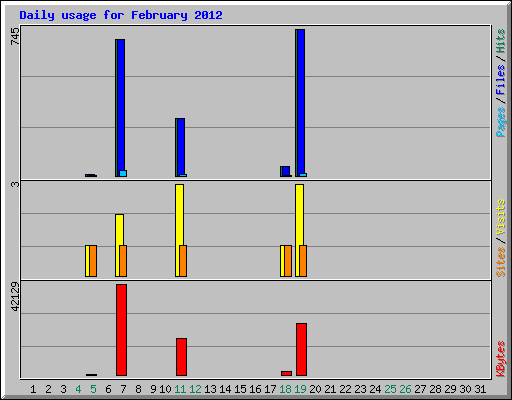 Daily usage for February 2012
745
Pages / Files / Hits
3
Sites / Visits
42129
KBytes
1 2 3 4 5 6 7 8 9 10 11 12 13 14 15 16 17 18 19 20 21 22 23 24 25 26 27 28 29 30 31